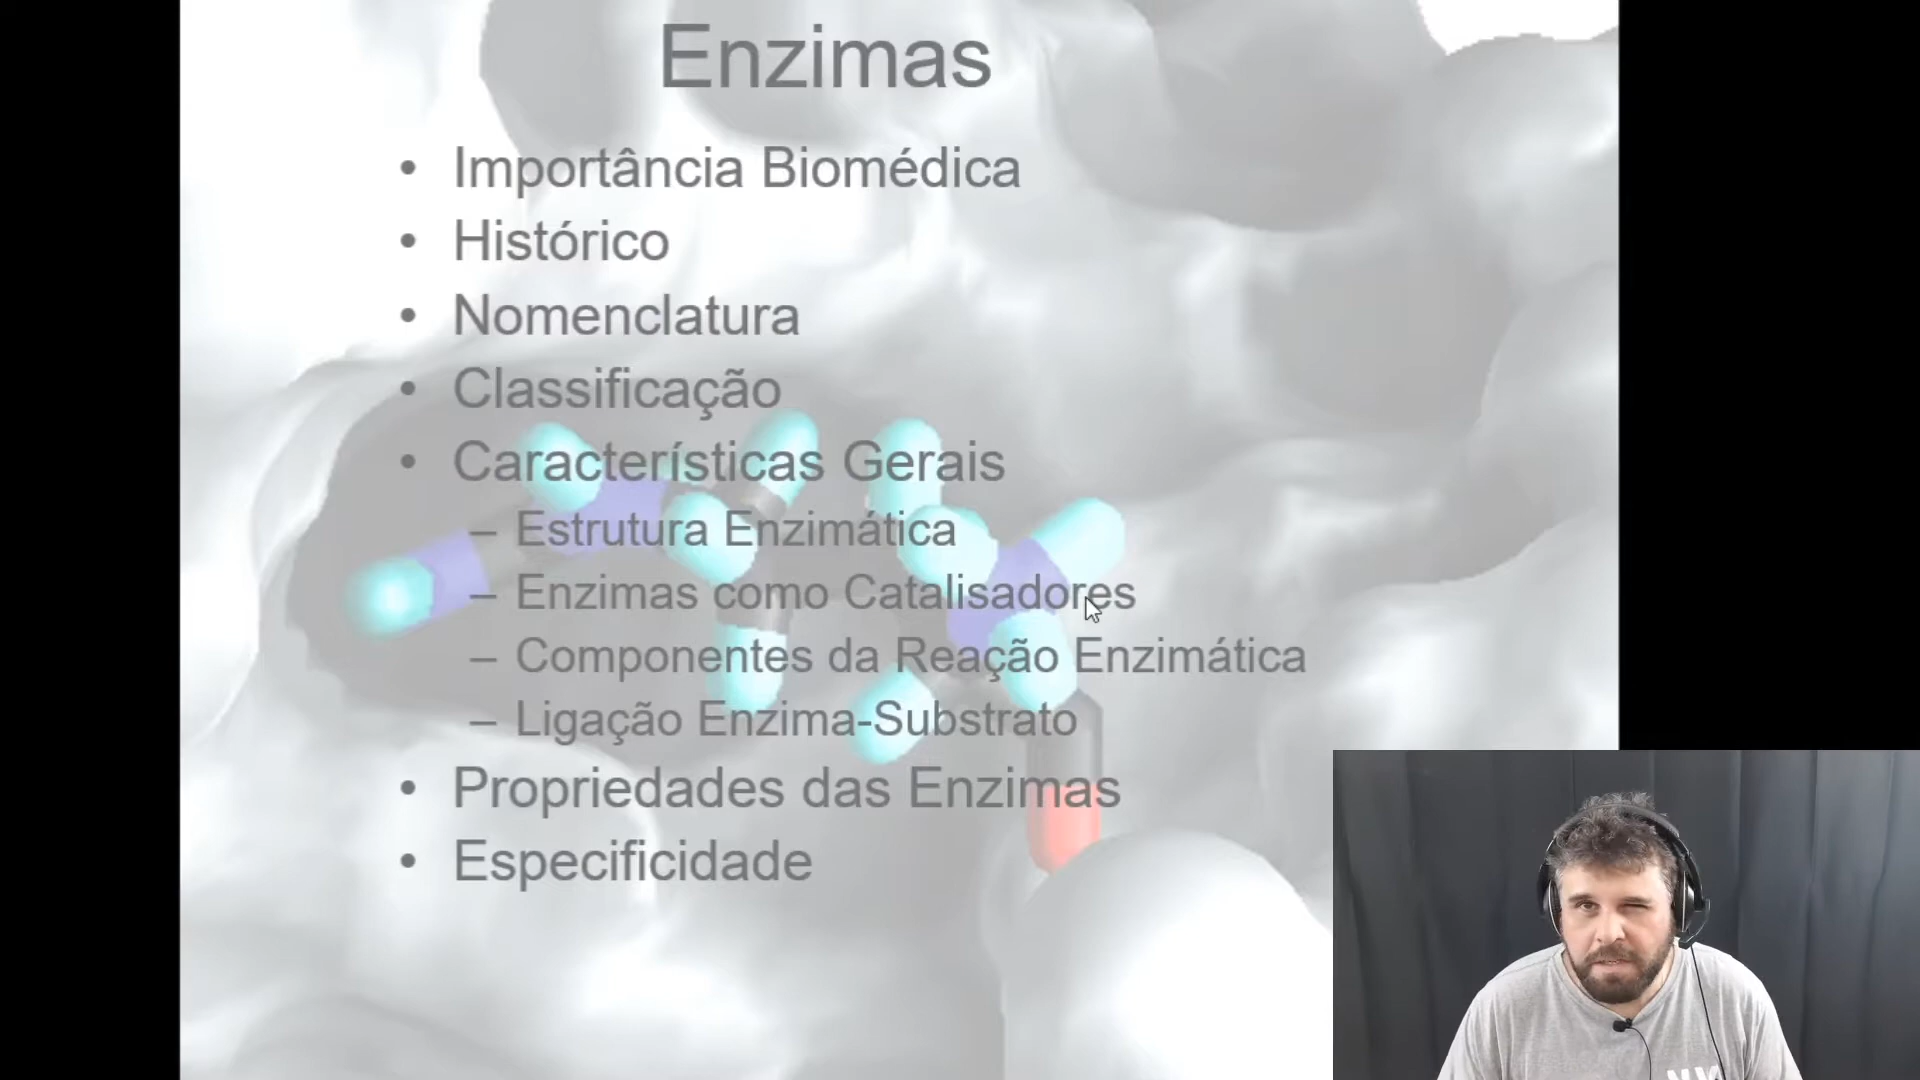 Enzimas
• Importância Biomédica
• Histórico
• Nomenclatura
• Classificação
• Características Gerais
– Estrutura Enzimática
– Enzimas como Catalisadores
– Componentes da Reação Enzimática
– Ligação Enzima-Substrato
• Propriedades das Enzimas
• Especificidade